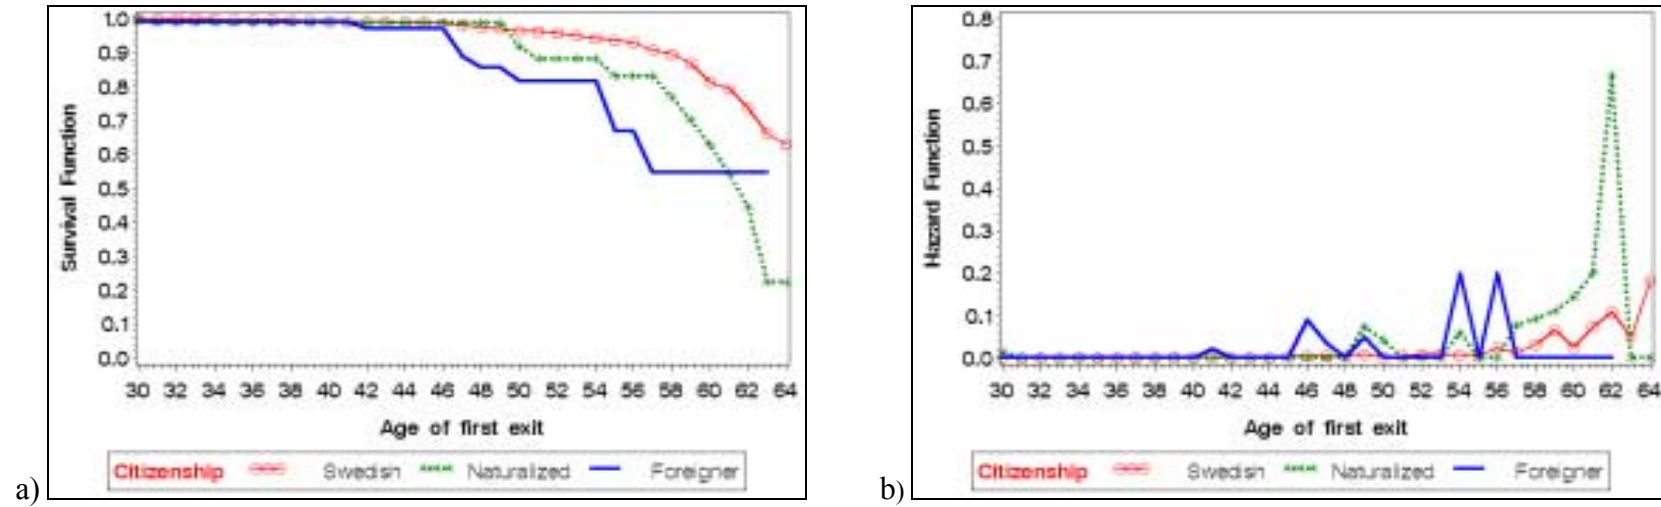 Survival Function
1.0
0.9
0.8
0.7
0.6
0.5
0.4
0.3
0.2
0.1
0.0
30 32 34 36 38 40 42 44 46 48 50 52 54 56 58 60 62 64
Age of first exit
Citizenship Swedish Naturalized Foreigner
a)
Hazard Function
0.8
0.7
0.6
0.5
0.4
0.3
0.2
0.1
0.0
30 32 34 36 38 40 42 44 46 48 50 52 54 56 58 60 62 64
Age of first exit
Citizenship Swedish Naturalized Foreigner
b)